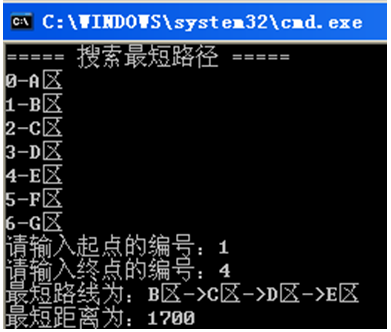 C:\WINDOWS\system32\cmd.exe
===== 搜索最短路径 =====
0-A区
1-B区
2-C区
3-D区
4-E区
5-F区
6-G区
请输入起点的编号：1
请输入终点的编号：4
最短路线为：B区->C区->D区->E区
最短距离为：1700